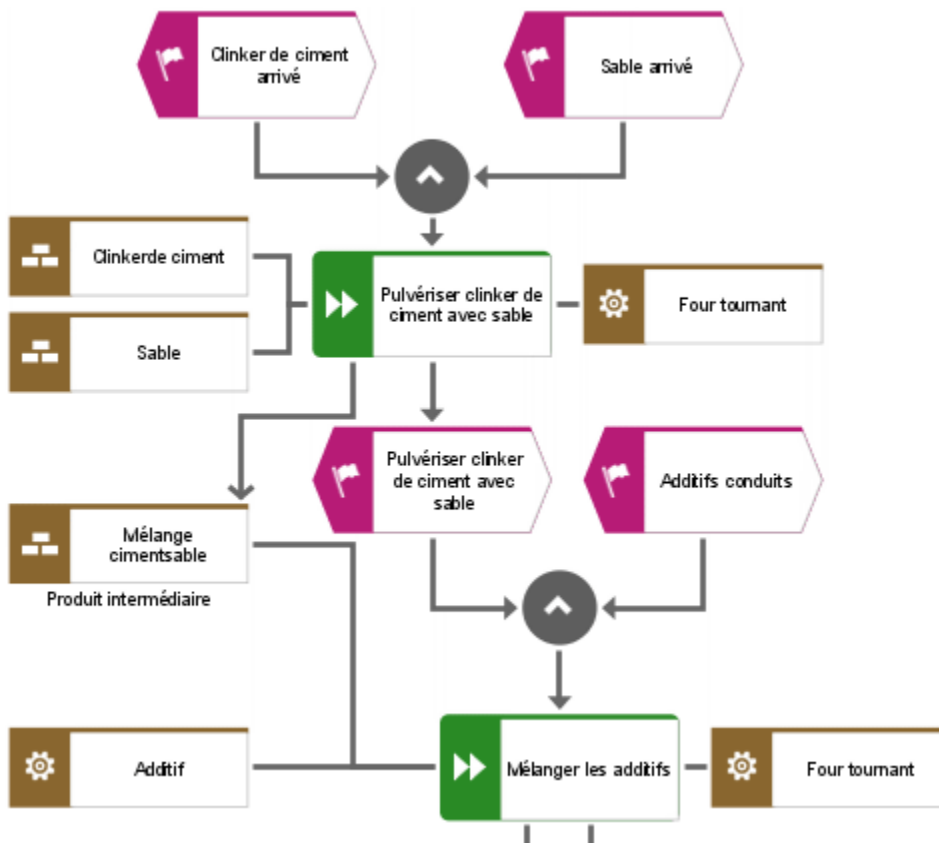 Clinker de ciment
arrivé
Sable arrivé
Clinkerde ciment
Pulvériser clinker de
ciment avec sable
Four tournant
Sable
Pulvériser clinker
de ciment avec
sable
Additifs conduits
Mélange
cimentsable
Produit intermédiaire
Additif
Mélanger les additifs
Four tournant